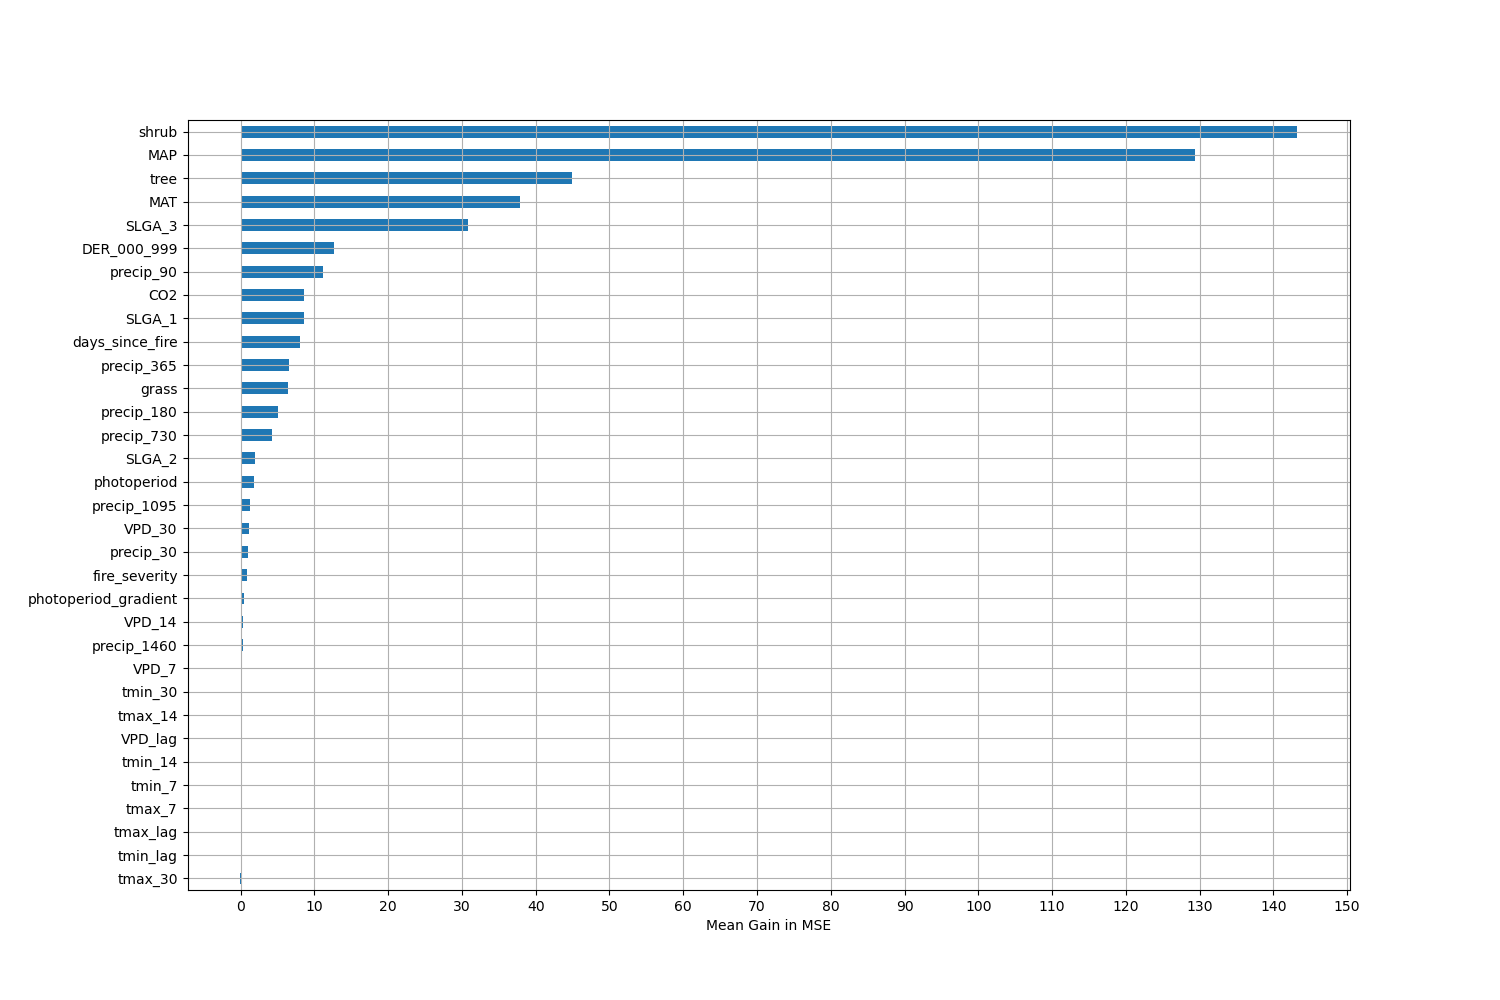 shrub
MAP
tree
MAT
SLGA_3
DER_000_999
precip_90
CO2
SLGA_1
days_since_fire
precip_365
grass
precip_180
precip_730
SLGA_2
photoperiod
precip_1095
VPD_30
precip_30
fire_severity
photoperiod_gradient
VPD_14
precip_1460
VPD_7
tmin_30
tmax_14
VPD_lag
tmin_14
tmin_7
tmax_7
tmax_lag
tmin_lag
tmax_30
0 10 20 30 40 50 60 70 80 90 100 110 120 130 140 150
Mean Gain in MSE